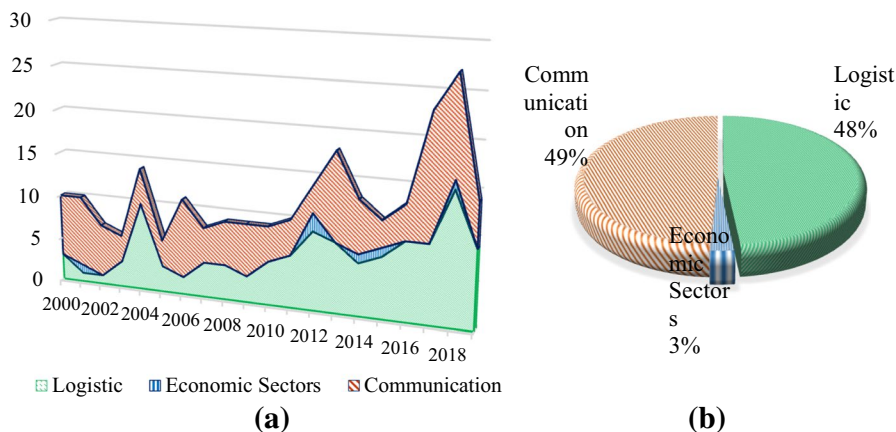 30
25
20
15
10
5
0
2000
2002
2004
2006
2008
2010
2012
2014
2016
2018
Logistic
Economic Sectors
Communication
(a)
Comm
unicati
on
49%
Logist
ic
48%
Econo
mic
Sector
s
3%
(b)